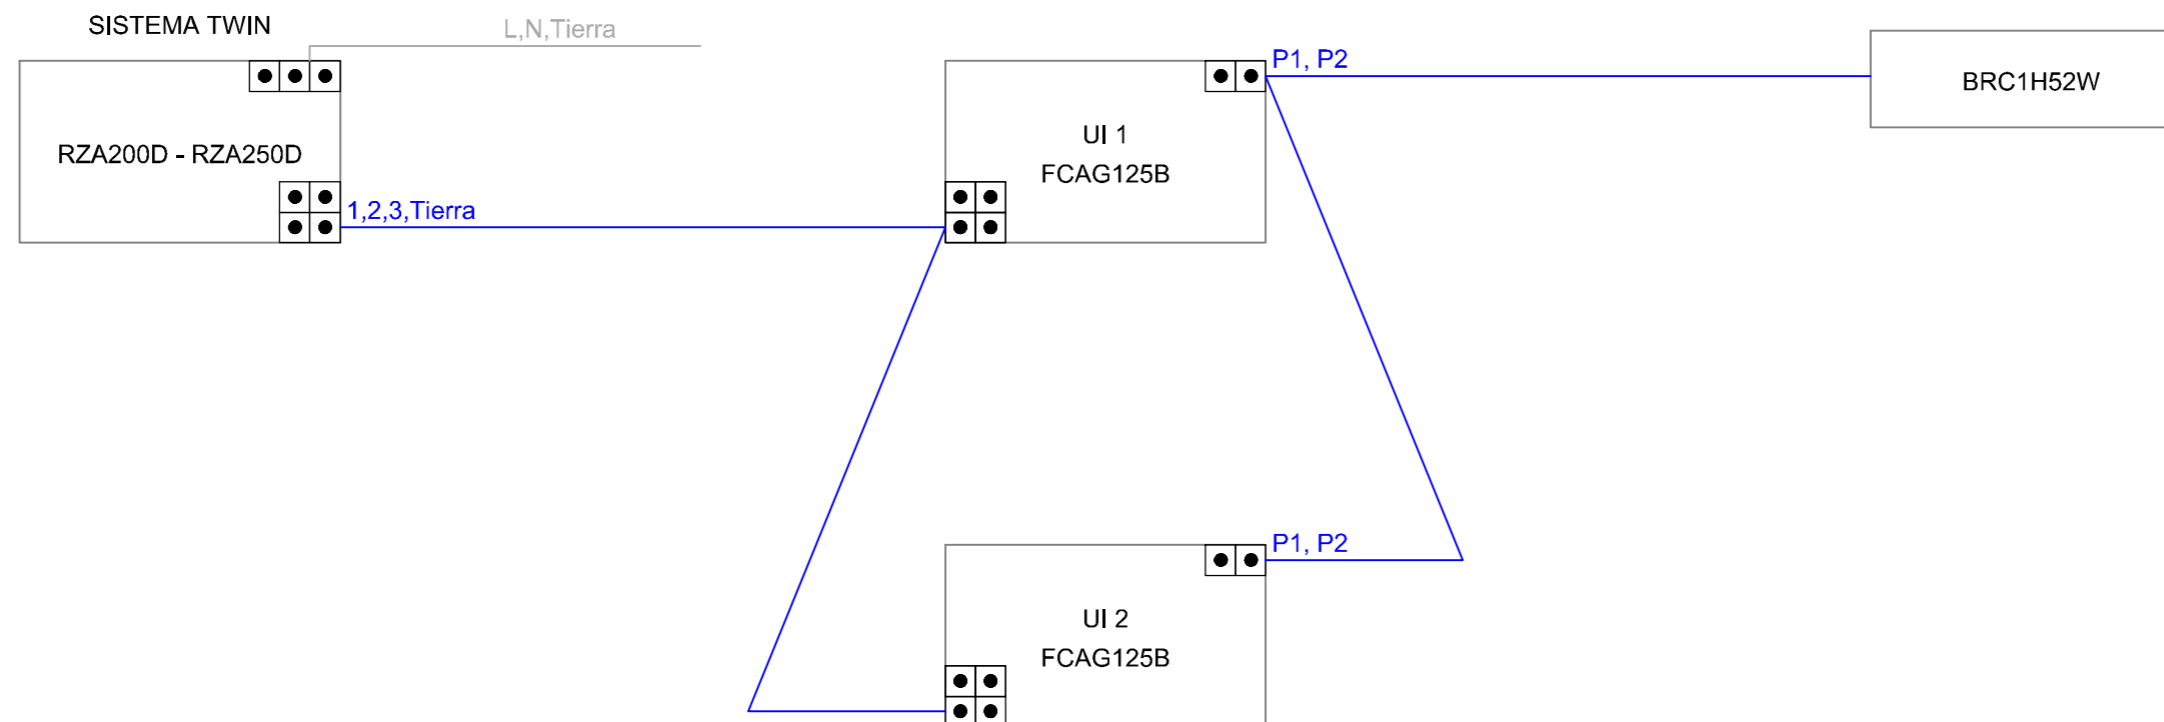 SISTEMA TWIN
L,N,Tierra
P1, P2
BRC1H52W
UI 1
FCAG125B
RZA200D - RZA250D
1,2,3,Tierra
P1, P2
UI 2
FCAG125B